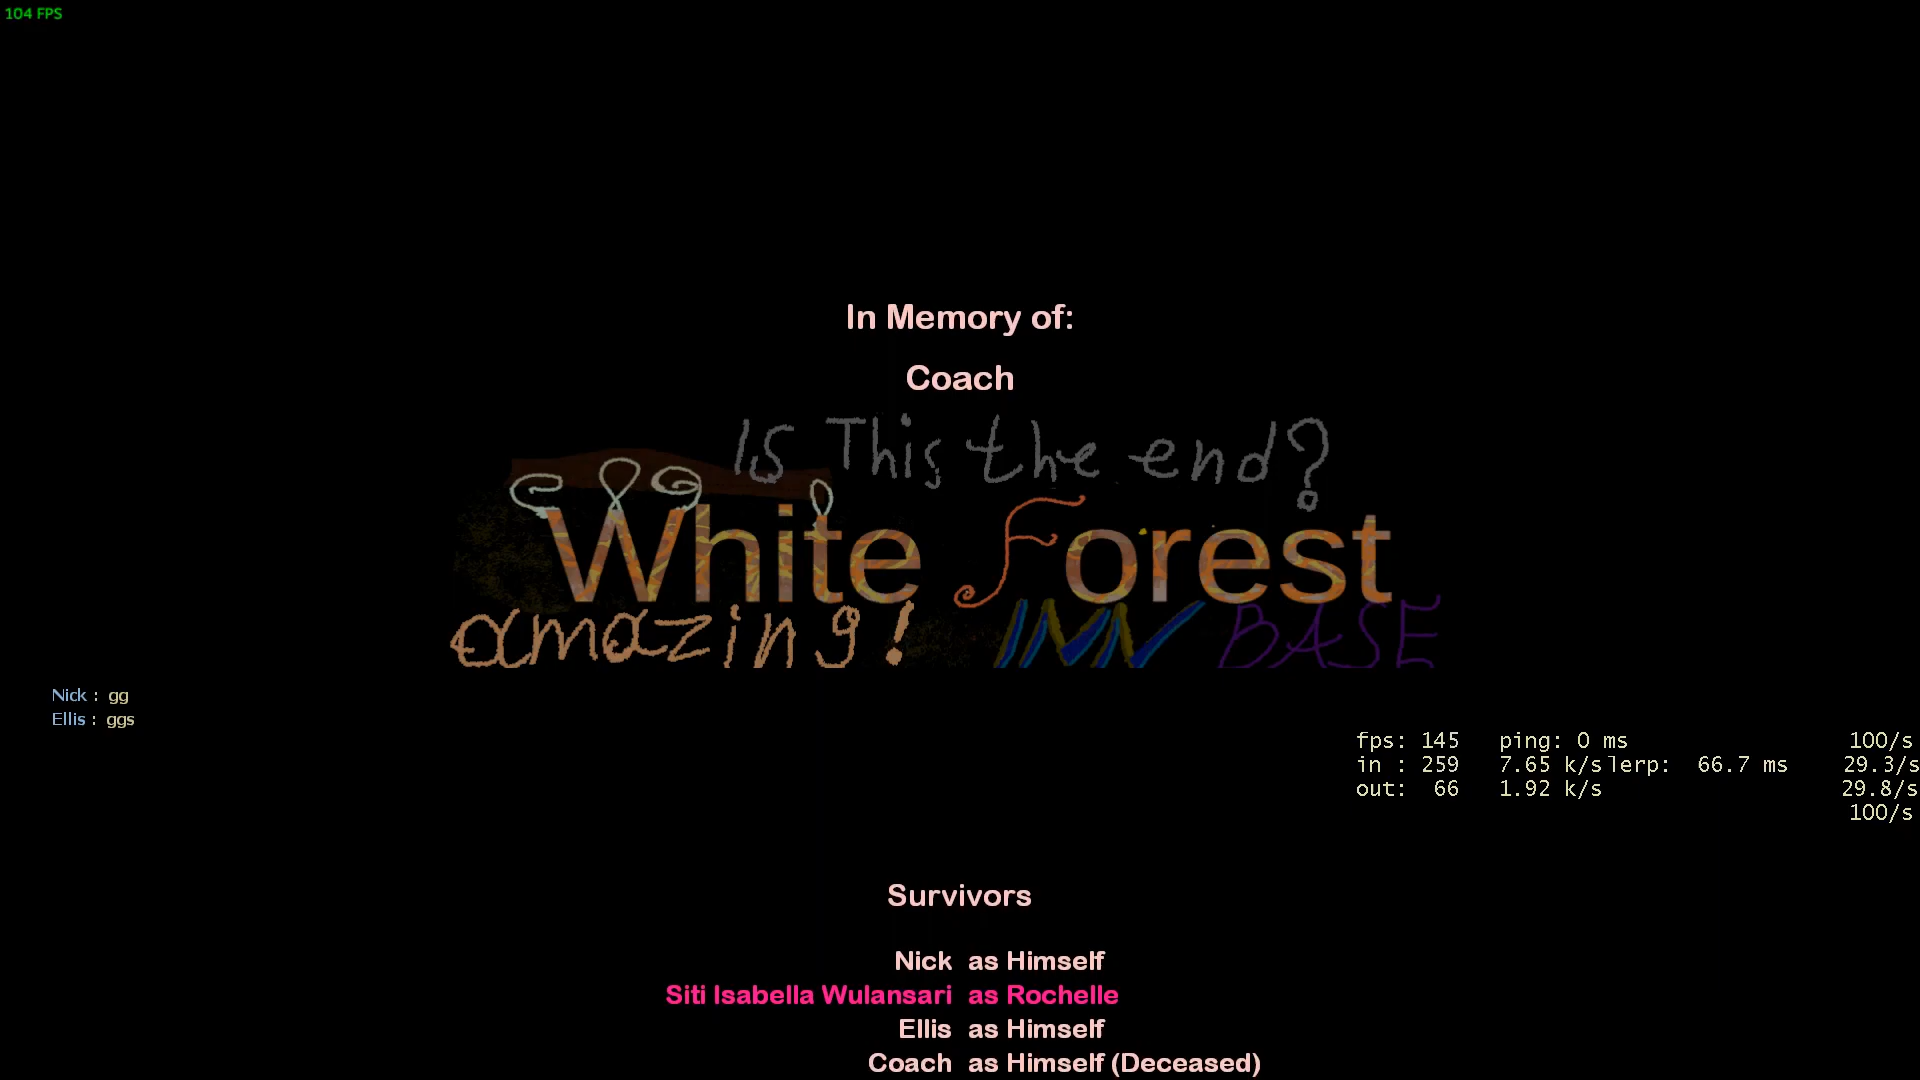 104 FPS
In Memory of:
Coach
Is This the end?
White Forest
amazing! INN BASE
Nick : gg
Ellis : ggs
fps: 145 ping: 0 ms 100/s
in : 259 7.65 k/s lerp: 66.7 ms 29.3/s
out: 66 1.92 k/s 29.8/s
100/s
Survivors
Nick as Himself
Siti Isabella Wulansari as Rochelle
Ellis as Himself
Coach as Himself (Deceased)